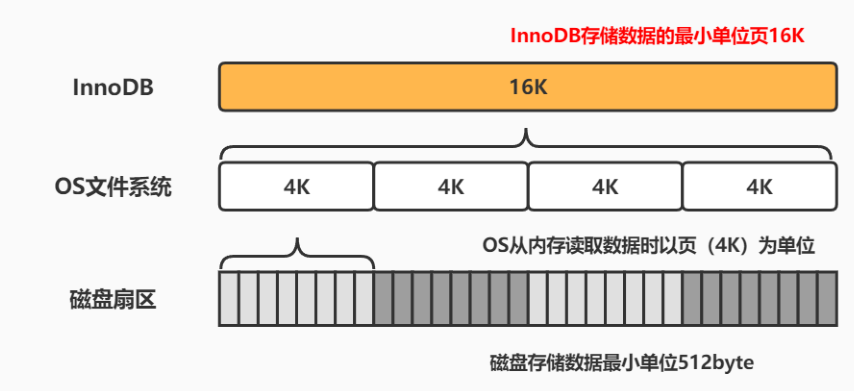 InnoDB存储数据的最小单位页16K
InnoDB
16K
OS文件系统
4K
4K
4K
4K
OS从内存读取数据时以页（4K）为单位
磁盘扇区
磁盘存储数据最小单位512byte